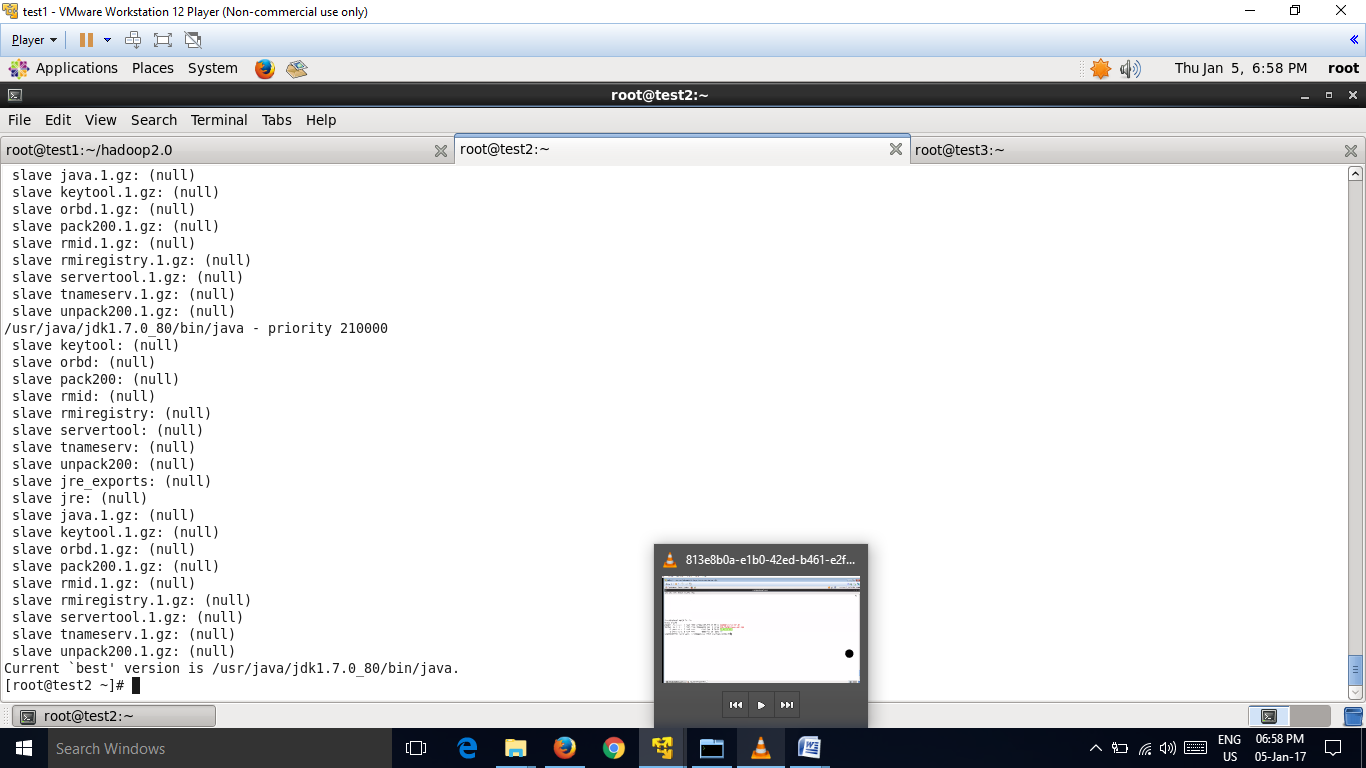 test1 - VMware Workstation 12 Player (Non-commercial use only)
Player
Applications Places System
Thu Jan 5, 6:58 PM root
root@test2:~
File Edit View Search Terminal Tabs Help
root@test1:~/hadoop2.0
root@test2:~
root@test3:~
slave java.1.gz: (null)
slave keytool.1.gz: (null)
slave orbd.1.gz: (null)
slave pack200.1.gz: (null)
slave rmid.1.gz: (null)
slave rmiregistry.1.gz: (null)
slave servertool.1.gz: (null)
slave tnameserv.1.gz: (null)
slave unpack200.1.gz: (null)
/usr/java/jdk1.7.0_80/bin/java - priority 210000
slave keytool: (null)
slave orbd: (null)
slave pack200: (null)
slave rmid: (null)
slave rmiregistry: (null)
slave servertool: (null)
slave tnameserv: (null)
slave unpack200: (null)
slave jre_exports: (null)
slave jre: (null)
slave java.1.gz: (null)
slave keytool.1.gz: (null)
slave orbd.1.gz: (null)
slave pack200.1.gz: (null)
slave rmid.1.gz: (null)
slave rmiregistry.1.gz: (null)
slave servertool.1.gz: (null)
slave tnameserv.1.gz: (null)
slave unpack200.1.gz: (null)
Current `best' version is /usr/java/jdk1.7.0_80/bin/java.
[root@test2 ~]#
813e8b0a-e1b0-42ed-b461-e2f...
root@test2:~
Search Windows
ENG
US
06:58 PM
05-Jan-17